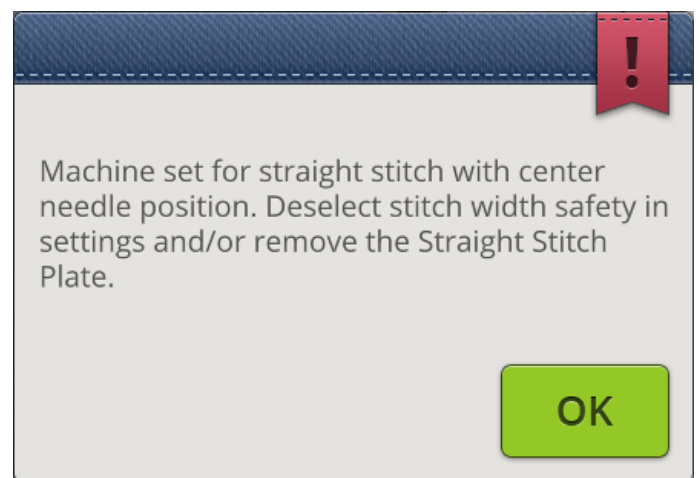 !
Machine set for straight stitch with center
needle position. Deselect stitch width safety in
settings and/or remove the Straight Stitch
Plate.
OK